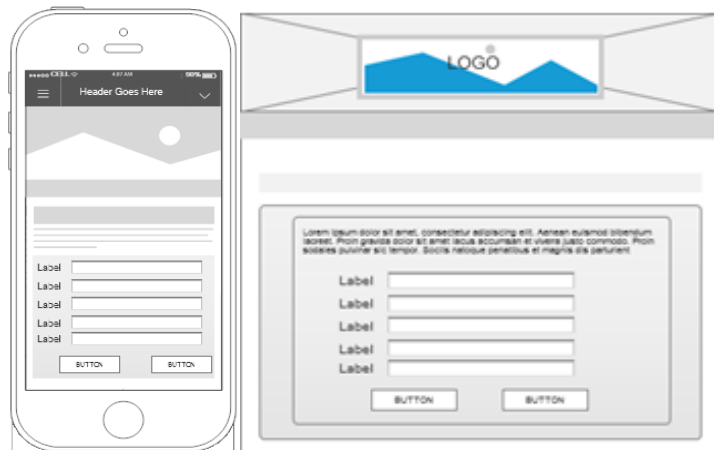 CELL 4:07 AM 90%
Header Goes Here
Label
Label
Label
Label
Label
BUTTON BUTTON
LOGO
Lorem ipsum dolor sit amet, consectetur adipiscing elit. Aenean euismod bibendum
laoreet. Proin gravida dolor sit amet lacus accumsan et viverra justo commodo. Proin
sodales pulvinar sic tempor. Sociis natoque penatibus et magnis dis parturient
Label
Label
Label
Label
Label
BUTTON BUTTON